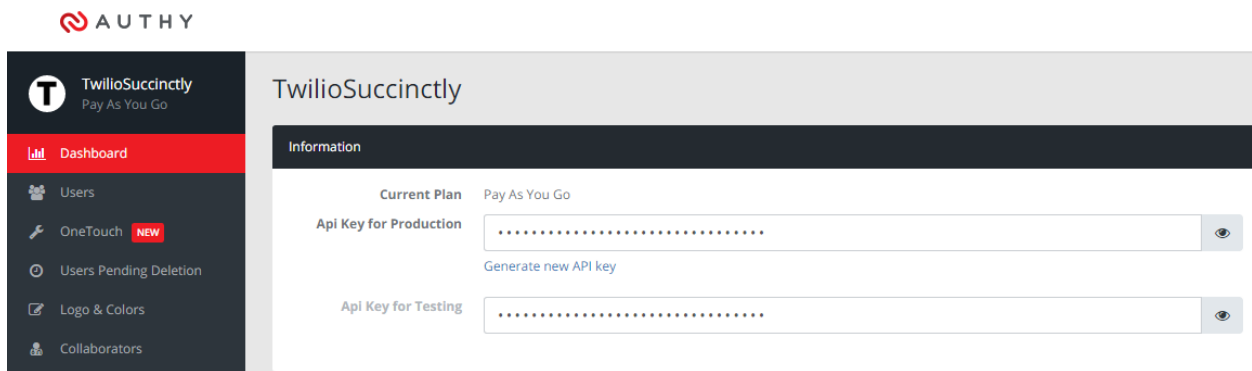 AUTHY
T
TwilioSuccinctly
Pay As You Go
Dashboard
Users
OneTouch NEW
Users Pending Deletion
Logo & Colors
Collaborators
TwilioSuccinctly
Information
Current Plan Pay As You Go
Api Key for Production ••••••••••••••••••••••••••••••••
Generate new API key
Api Key for Testing ••••••••••••••••••••••••••••••••